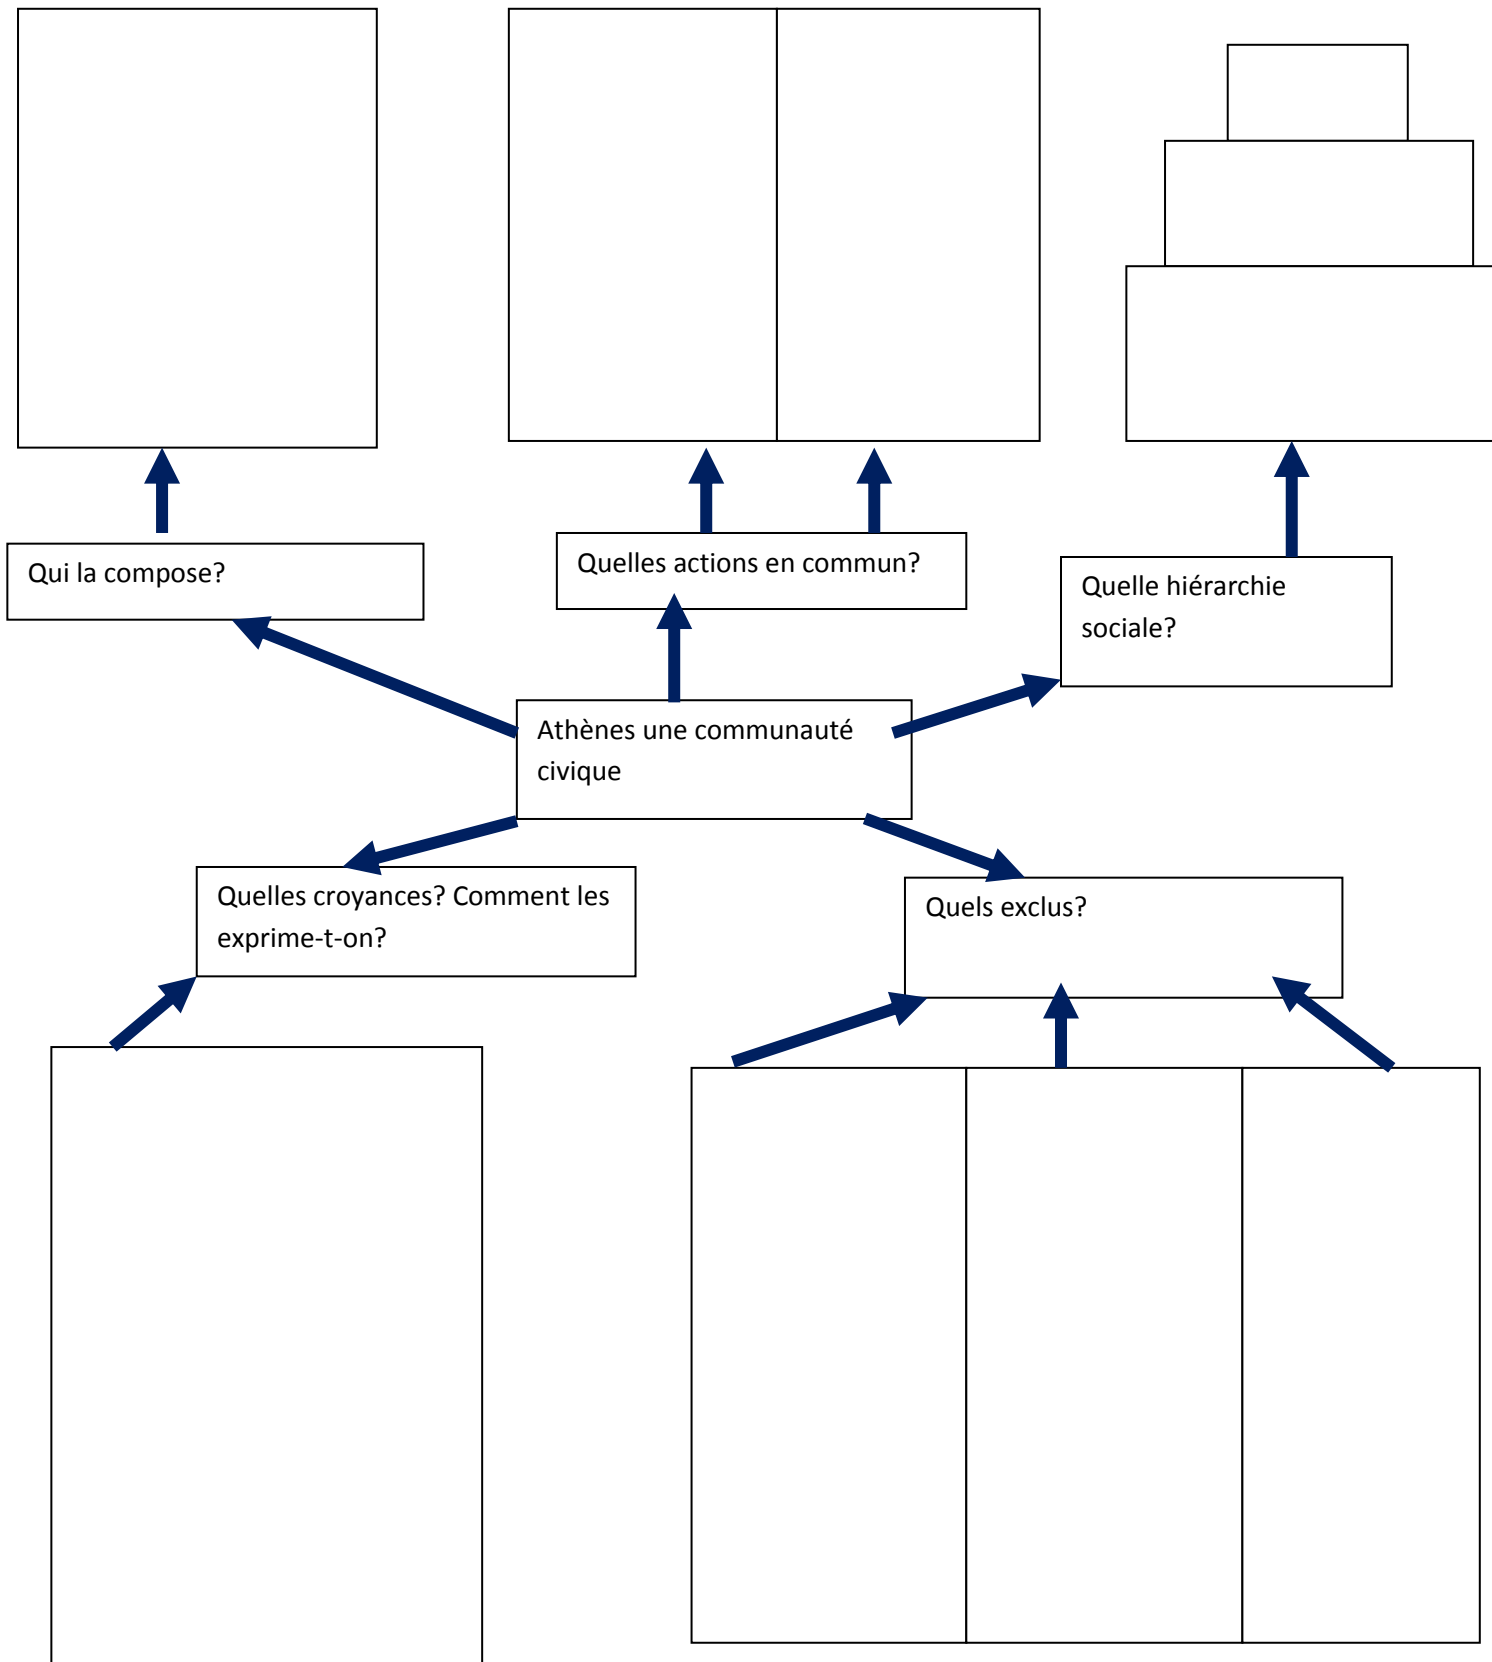 Qui la compose?
Quelles actions en commun?
Quelle hiérarchie
sociale?
Athènes une communauté
civique
Quelles croyances? Comment les
exprime-t-on?
Quels exclus?